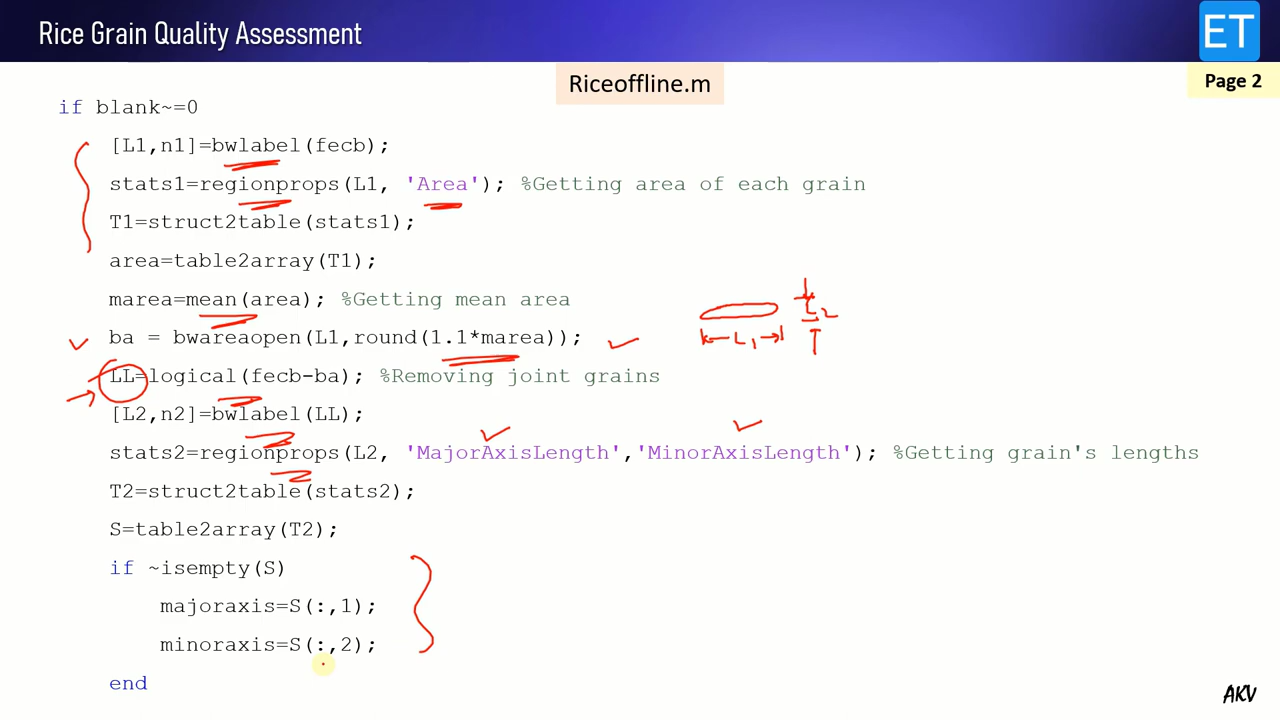 Rice Grain Quality Assessment
ET
Riceoffline.m
Page 2
if blank~=0
[L1,n1]=bwlabel(fecb);
stats1=regionprops(L1, 'Area'); %Getting area of each grain
T1=struct2table(stats1);
area=table2array(T1);
marea=mean(area); %Getting mean area
ba = bwareaopen(L1,round(1.1*marea));
L1
L2
LL=logical(fecb-ba); %Removing joint grains
[L2,n2]=bwlabel(LL);
stats2=regionprops(L2, 'MajorAxisLength','MinorAxisLength'); %Getting grain's lengths
T2=struct2table(stats2);
S=table2array(T2);
if ~isempty(S)
majoraxis=S(:,1);
minoraxis=S(:,2);
end
AKV